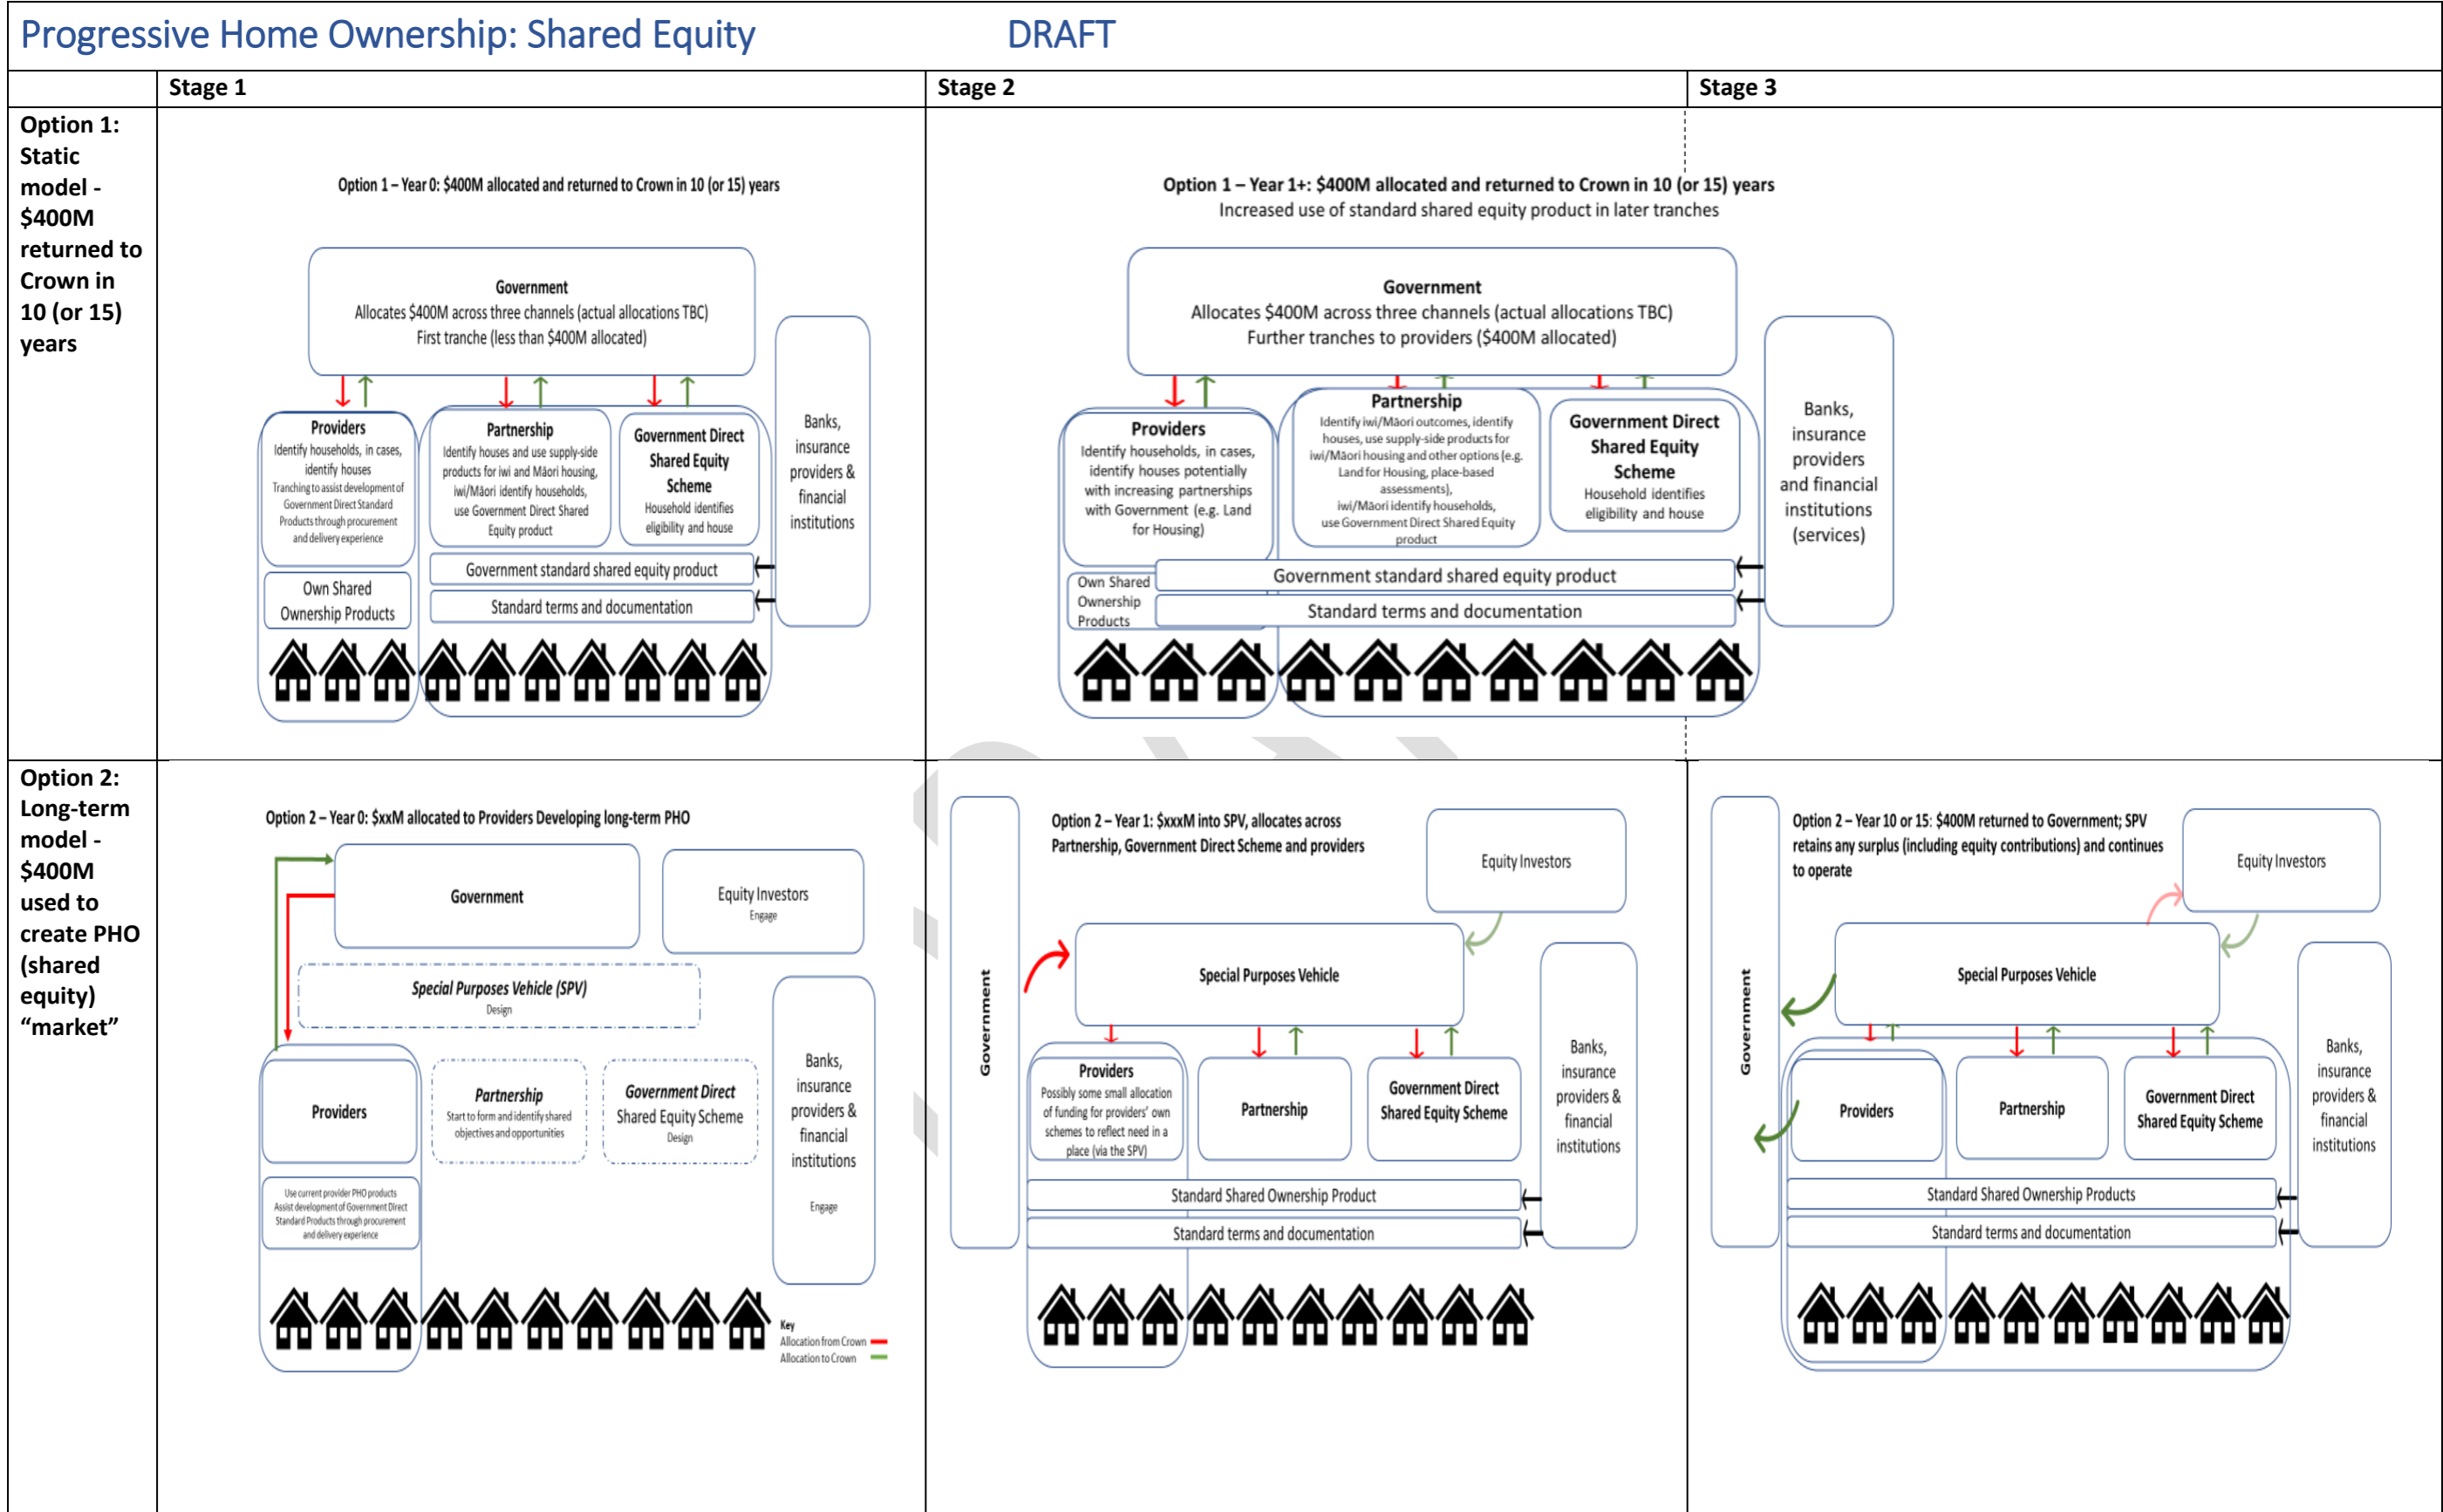 Progressive Home Ownership: Shared Equity DRAFT
Stage 1
Stage 2
Stage 3
Option 1:
Static
model -
$400M
returned to
Crown in
10 (or 15)
years
Option 1 – Year 0: $400M allocated and returned to Crown in 10 (or 15) years
Government
Allocates $400M across three channels (actual allocations TBC)
First tranche (less than $400M allocated)
Providers
Identify households, in cases,
identify houses
Tranching to assist development of
Government Direct Standard
Products through procurement
and delivery experience
Own Shared
Ownership Products
Partnership
Identify houses and use supply-side
products for iwi and Māori housing,
iwi/Māori identify households,
use Government Direct Shared
Equity product
Government Direct
Shared Equity
Scheme
Household identifies
eligibility and house
Government standard shared equity product
Standard terms and documentation
Banks,
insurance
providers &
financial
institutions
Option 1 – Year 1+: $400M allocated and returned to Crown in 10 (or 15) years
Increased use of standard shared equity product in later tranches
Government
Allocates $400M across three channels (actual allocations TBC)
Further tranches to providers ($400M allocated)
Providers
Identify households, in cases,
identify houses potentially
with increasing partnerships
with Government (e.g. Land
for Housing)
Own Shared
Ownership
Products
Partnership
Identify iwi/Māori outcomes, identify
houses, use supply-side products for
iwi/Māori housing and other options (e.g.
Land for Housing, place-based
assessments),
iwi/Māori identify households,
use Government Direct Shared Equity
product
Government Direct
Shared Equity
Scheme
Household identifies
eligibility and house
Government standard shared equity product
Standard terms and documentation
Banks,
insurance
providers
and financial
institutions
(services)
Option 2:
Long-term
model -
$400M
used to
create PHO
(shared
equity)
“market”
Option 2 – Year 0: $xxM allocated to Providers Developing long-term PHO
Government
Equity Investors
Engage
Special Purposes Vehicle (SPV)
Design
Providers
Use current provider PHO products
Assist development of Government Direct
Standard Products through procurement
and delivery experience
Partnership
Start to form and identify shared
objectives and opportunities
Government Direct
Shared Equity Scheme
Design
Banks,
insurance
providers &
financial
institutions
Engage
Key
Allocation from Crown
Allocation to Crown
Government
Option 2 – Year 1: $xxxM into SPV, allocates across
Partnership, Government Direct Scheme and providers
Equity Investors
Special Purposes Vehicle
Providers
Possibly some small allocation
of funding for providers’ own
schemes to reflect need in a
place (via the SPV)
Partnership
Government Direct
Shared Equity Scheme
Standard Shared Ownership Product
Standard terms and documentation
Banks,
insurance
providers &
financial
institutions
Government
Option 2 – Year 10 or 15: $400M returned to Government; SPV
retains any surplus (including equity contributions) and continues
to operate
Equity Investors
Special Purposes Vehicle
Providers
Partnership
Government Direct
Shared Equity Scheme
Standard Shared Ownership Products
Standard terms and documentation
Banks,
insurance
providers &
financial
institutions